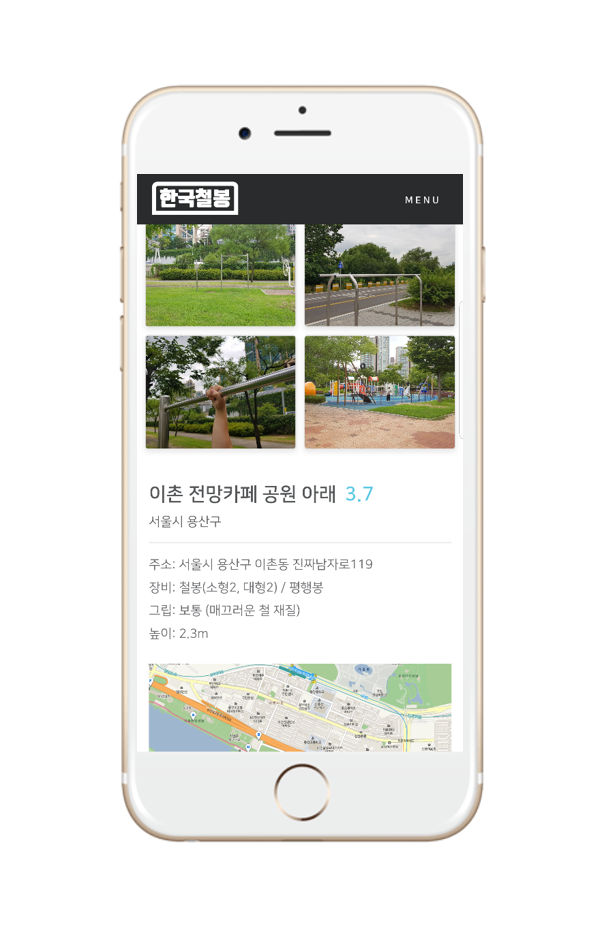 한국철봉
MENU
이촌 전망카페 공원 아래 3.7
서울시 용산구
주소: 서울시 용산구 이촌동 진짜남자로119
장비: 철봉(소형2, 대형2) / 평행봉
그립: 보통 (매끄러운 철 재질)
높이: 2.3m